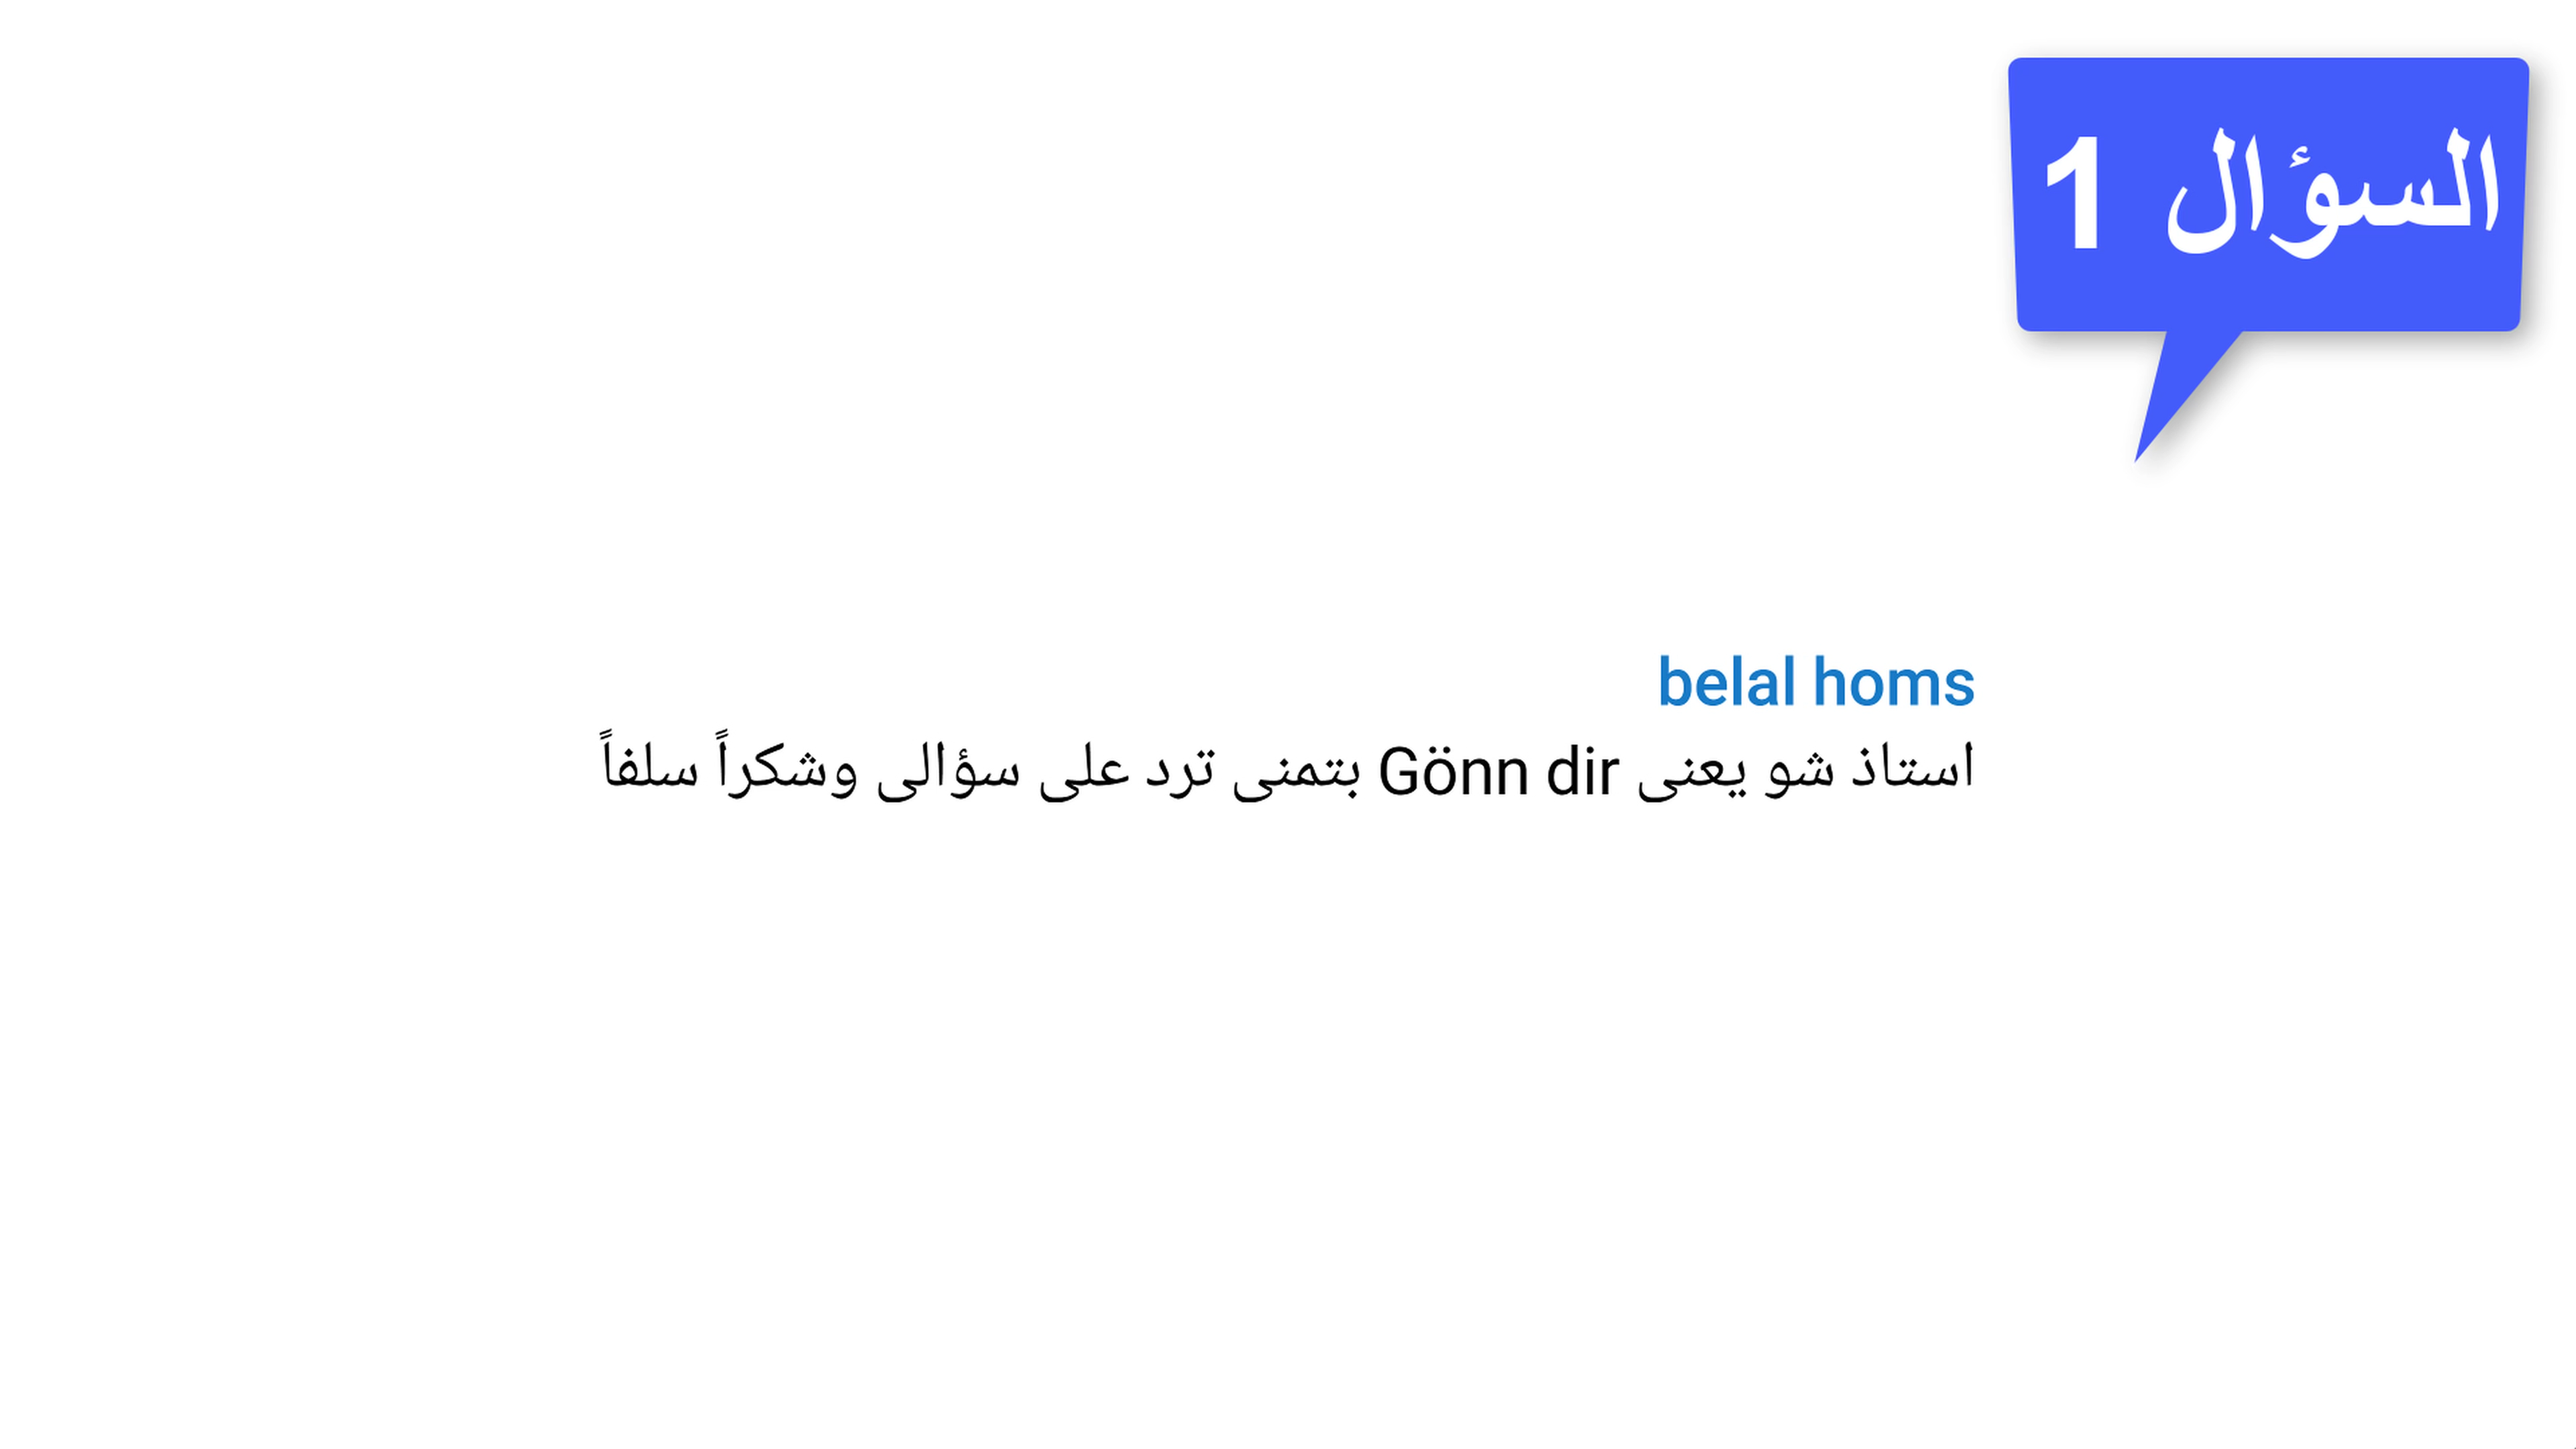 السؤال 1
belal homs
استاذ شو يعنى Gönn dir بتمنى ترد على سؤالى وشكراً سلفاً